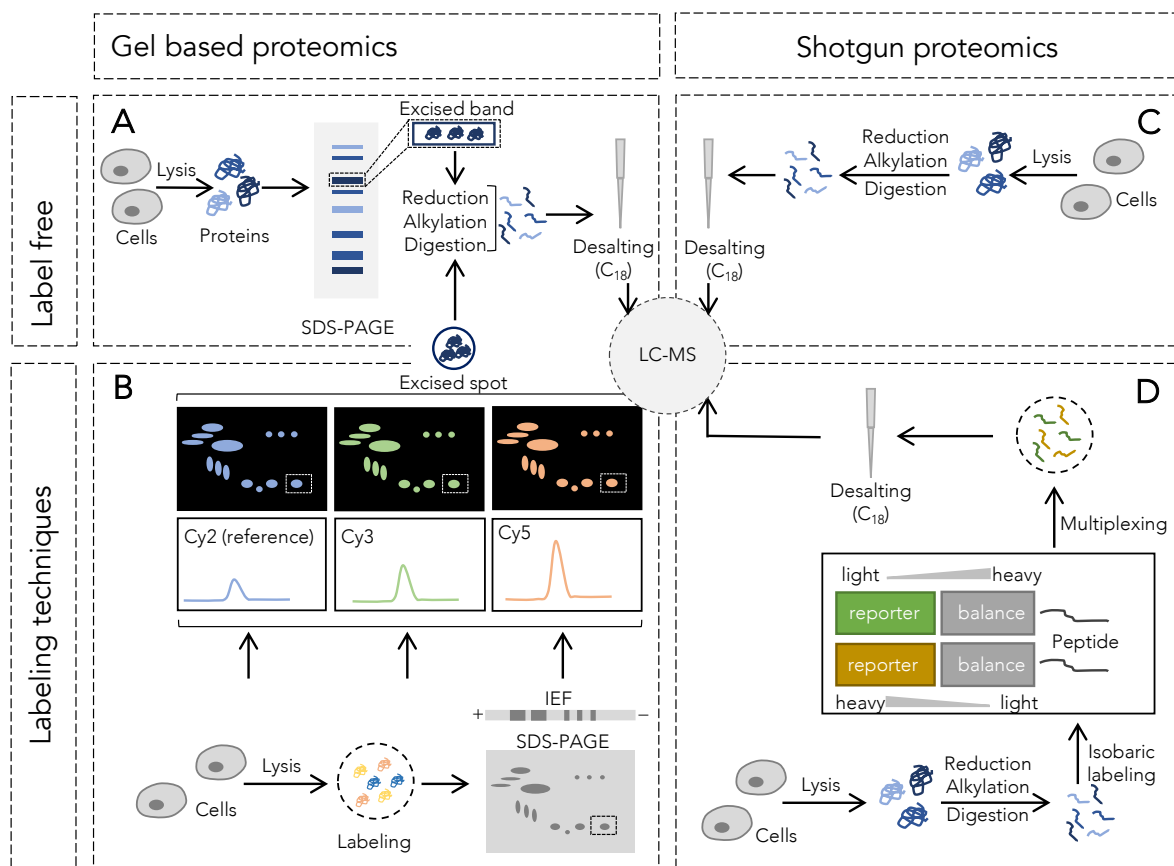 Gel based proteomics
Shotgun proteomics
Label free
Labeling techniques
A
Excised band
Lysis
Cells
Proteins
Reduction
Alkylation
Digestion
Desalting
(C₁₈)
SDS-PAGE
Excised spot
C
Reduction
Alkylation
Digestion
Lysis
Cells
Desalting
(C₁₈)
LC-MS
B
Cy2 (reference)
Cy3
Cy5
IEF
+
−
SDS-PAGE
Lysis
Cells
Labeling
D
Desalting
(C₁₈)
Multiplexing
light
heavy
reporter
balance
Peptide
reporter
balance
heavy
light
Isobaric
labeling
Reduction
Alkylation
Digestion
Lysis
Cells